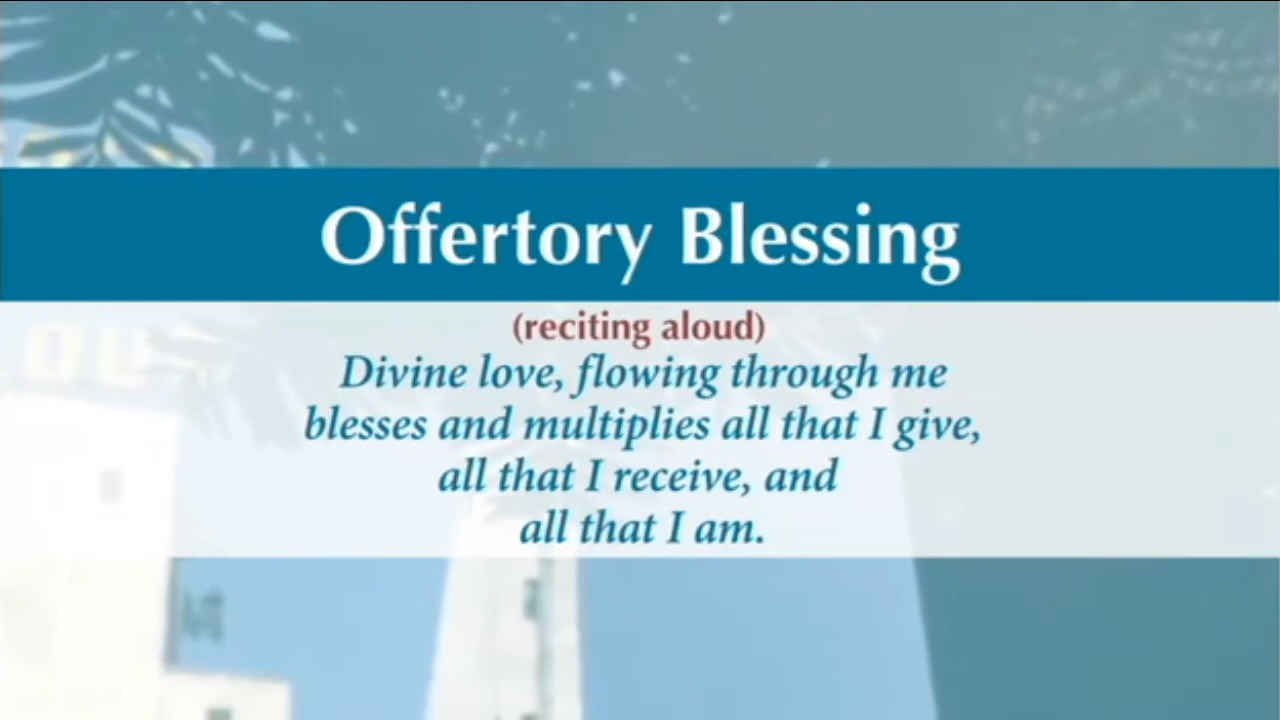 Offertory Blessing
(reciting aloud)
Divine love, flowing through me
blesses and multiplies all that I give,
all that I receive, and
all that I am.